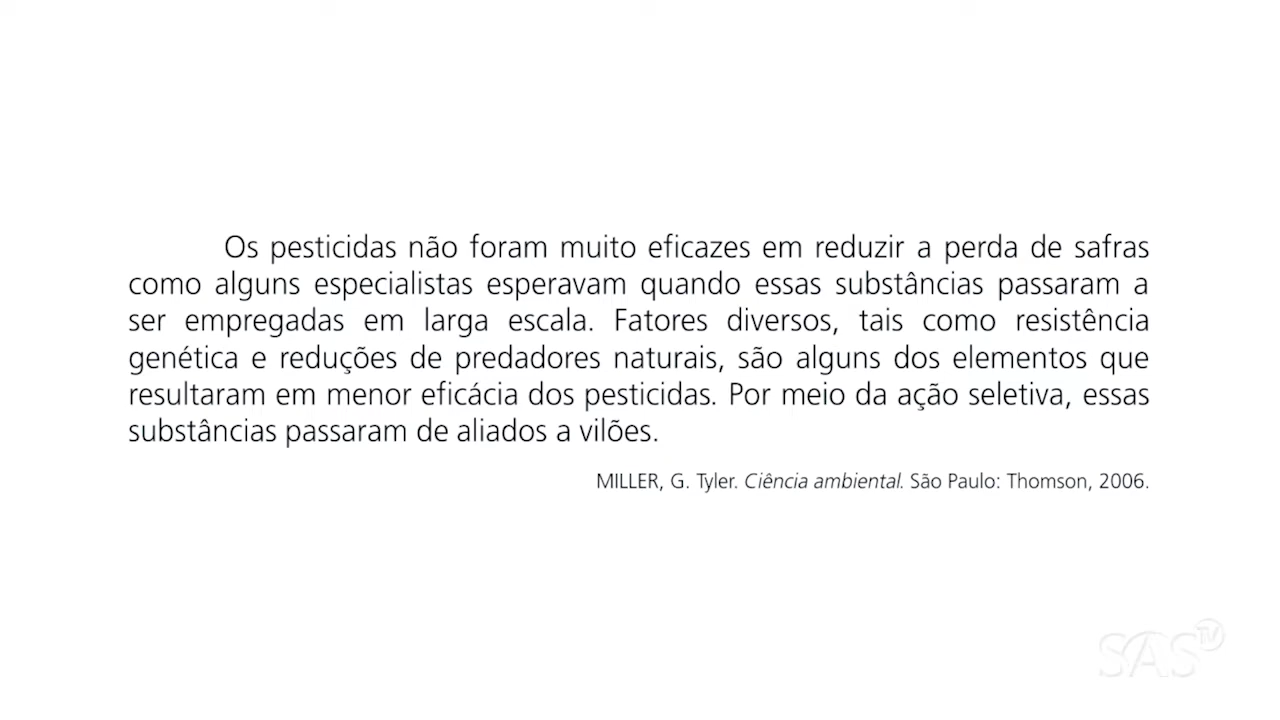 Os pesticidas não foram muito eficazes em reduzir a perda de safras
como alguns especialistas esperavam quando essas substâncias passaram a
ser empregadas em larga escala. Fatores diversos, tais como resistência
genética e reduções de predadores naturais, são alguns dos elementos que
resultaram em menor eficácia dos pesticidas. Por meio da ação seletiva, essas
substâncias passaram de aliados a vilões.
MILLER, G. Tyler. Ciência ambiental. São Paulo: Thomson, 2006.
SAS TV